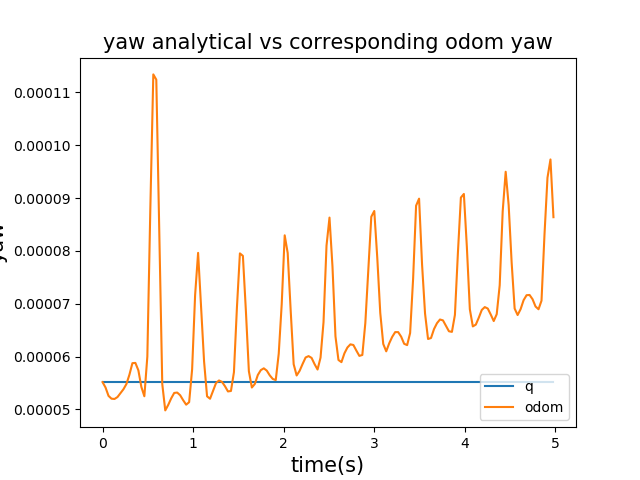 yaw analytical vs corresponding odom yaw
0.00011
0.00010
0.00009
0.00008
0.00007
0.00006
0.00005
yaw
0 1 2 3 4 5
time(s)
q
odom